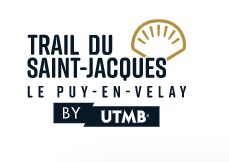 TRAIL DU
SAINT-JACQUES
LE PUY-EN-VELAY
BY UTMB®